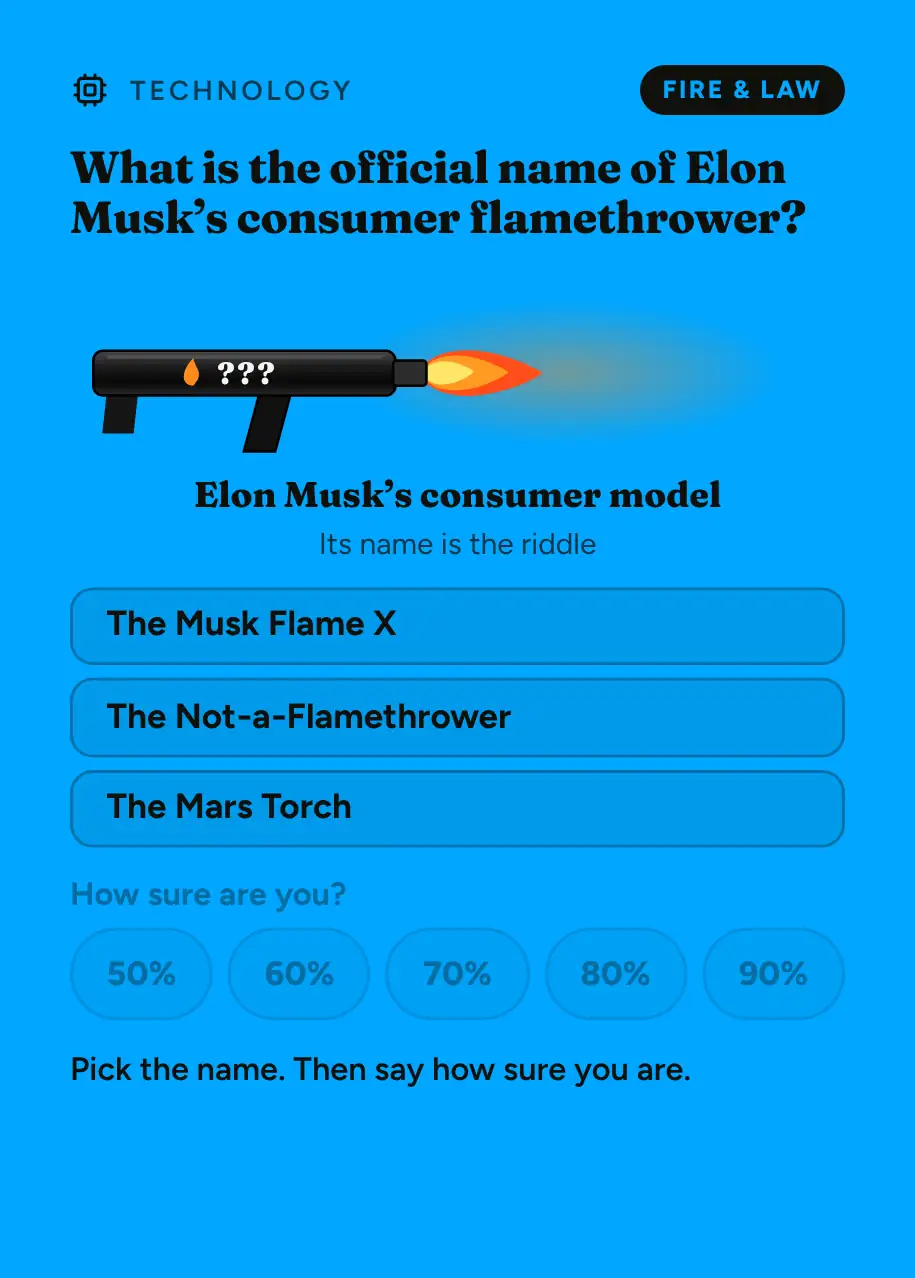 TECHNOLOGY
FIRE & LAW
What is the official name of Elon
Musk’s consumer flamethrower?
???
Elon Musk’s consumer model
Its name is the riddle
The Musk Flame X
The Not-a-Flamethrower
The Mars Torch
How sure are you?
50%
60%
70%
80%
90%
Pick the name. Then say how sure you are.